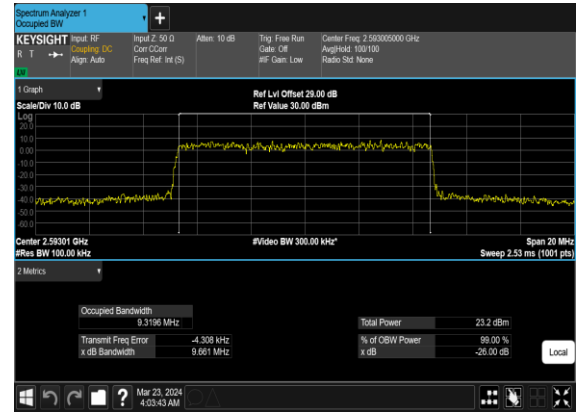 Spectrum Analyzer 1
Occupied BW
+
KEYSIGHT
R T
LXI
Input: RF
Coupling: DC
Align: Auto
Input Z: 50 Ω
Corr CCorr
Freq Ref: Int (S)
Atten: 10 dB
Trig: Free Run
Gate: Off
#IF Gain: Low
Center Freq: 2.593005000 GHz
Avg|Hold: 100/100
Radio Std: None
1 Graph
Scale/Div 10.0 dB
Ref Lvl Offset 29.00 dB
Ref Value 30.00 dBm
Log
20.0
10.0
0.00
-10.0
-20.0
-30.0
-40.0
-50.0
-60.0
Center 2.59301 GHz
#Res BW 100.00 kHz
#Video BW 300.00 kHz*
Span 20 MHz
Sweep 2.53 ms (1001 pts)
2 Metrics
Occupied Bandwidth
9.3196 MHz
Total Power 23.2 dBm
Transmit Freq Error -4.308 kHz
% of OBW Power 99.00 %
x dB Bandwidth 9.661 MHz
x dB -26.00 dB
Local
?
Mar 23, 2024
4:03:43 AM